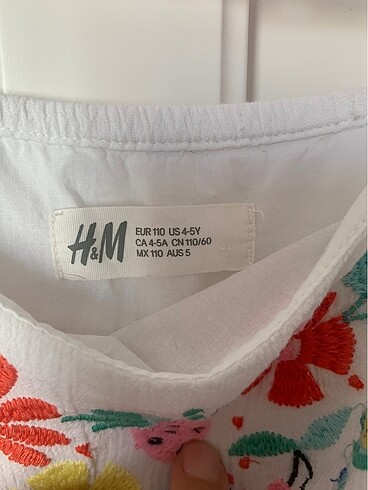 H&M
EUR 110 US 4-5Y
CA 4-5A CN 110/60
MX 110 AUS 5